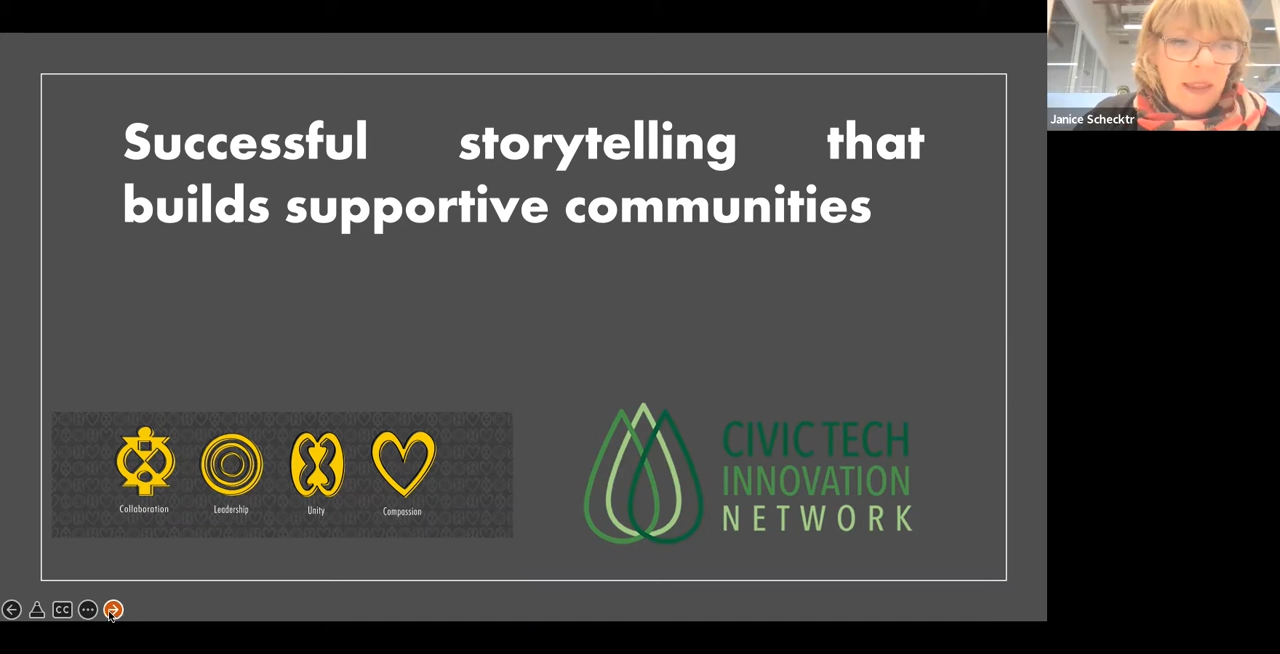 Successful storytelling that
builds supportive communities
Janice Schecktr
CIVIC TECH
INNOVATION
NETWORK
Collaboration Leadership Unity Compassion
CC